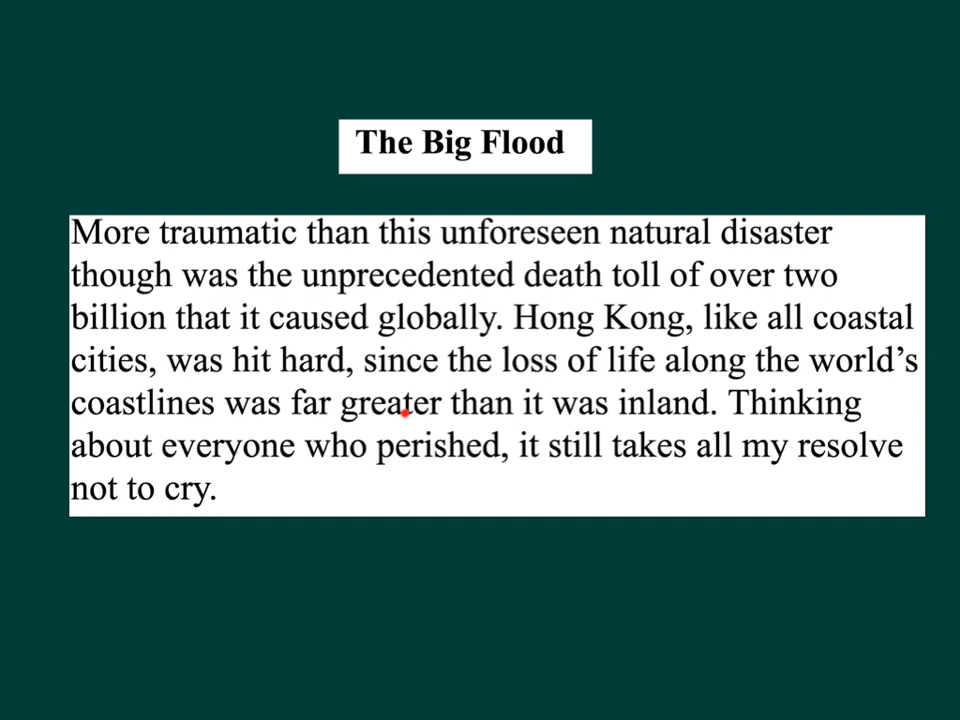 The Big Flood
More traumatic than this unforeseen natural disaster
though was the unprecedented death toll of over two
billion that it caused globally. Hong Kong, like all coastal
cities, was hit hard, since the loss of life along the world’s
coastlines was far greater than it was inland. Thinking
about everyone who perished, it still takes all my resolve
not to cry.